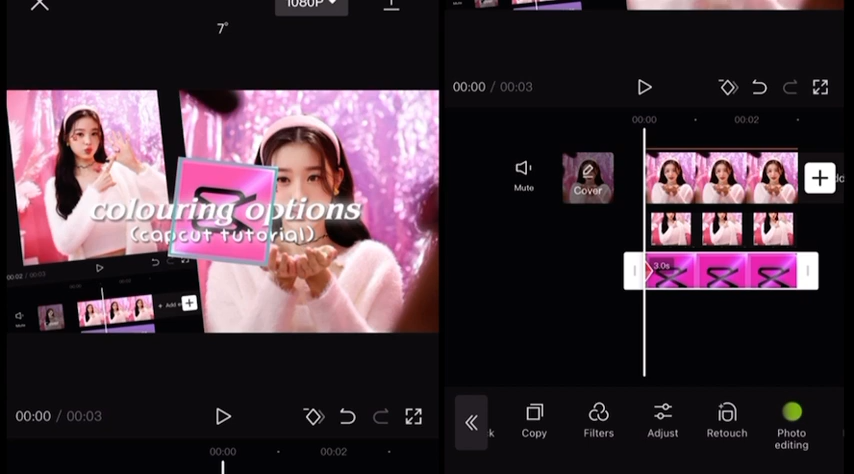 1080P
7°
colouring options
(capcut tutorial)
00:02 / 00:03
00:00 / 00:03
00:00
00:02
00:00 / 00:03
00:00
00:02
Mute
Cover
3.0s
k
Copy
Filters
Adjust
Retouch
Photo
editing